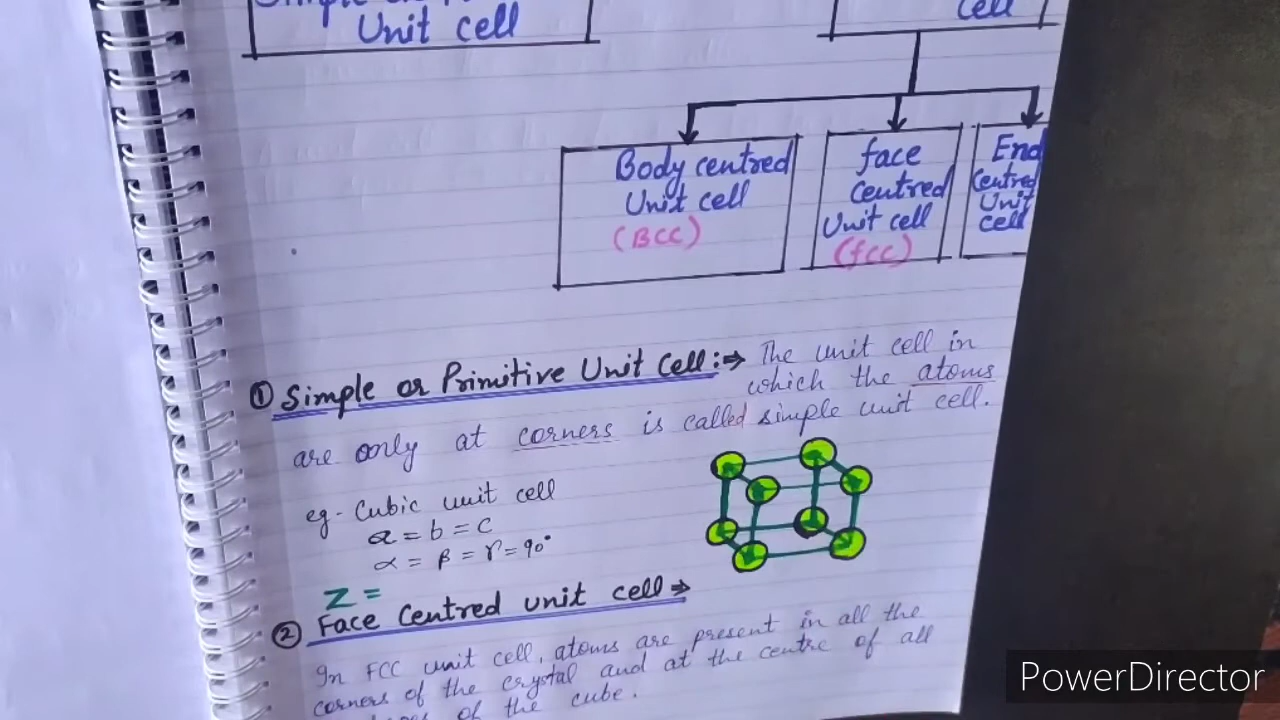 Simple or
Unit cell
cell
Body centred
Unit cell
(BCC)
face
centred
Unit cell
(fcc)
End
centred
Unit
cell
① Simple or Primitive Unit Cell:⇒ The unit cell in
which the atoms
are only at corners is called simple unit cell.
eg- Cubic unit cell
a = b = c
α = β = γ = 90°
Z =
② Face Centred unit cell ⇒
In FCC unit cell, atoms are present in all the
corners of the crystal and at the centre of all
of the cube.
PowerDirector